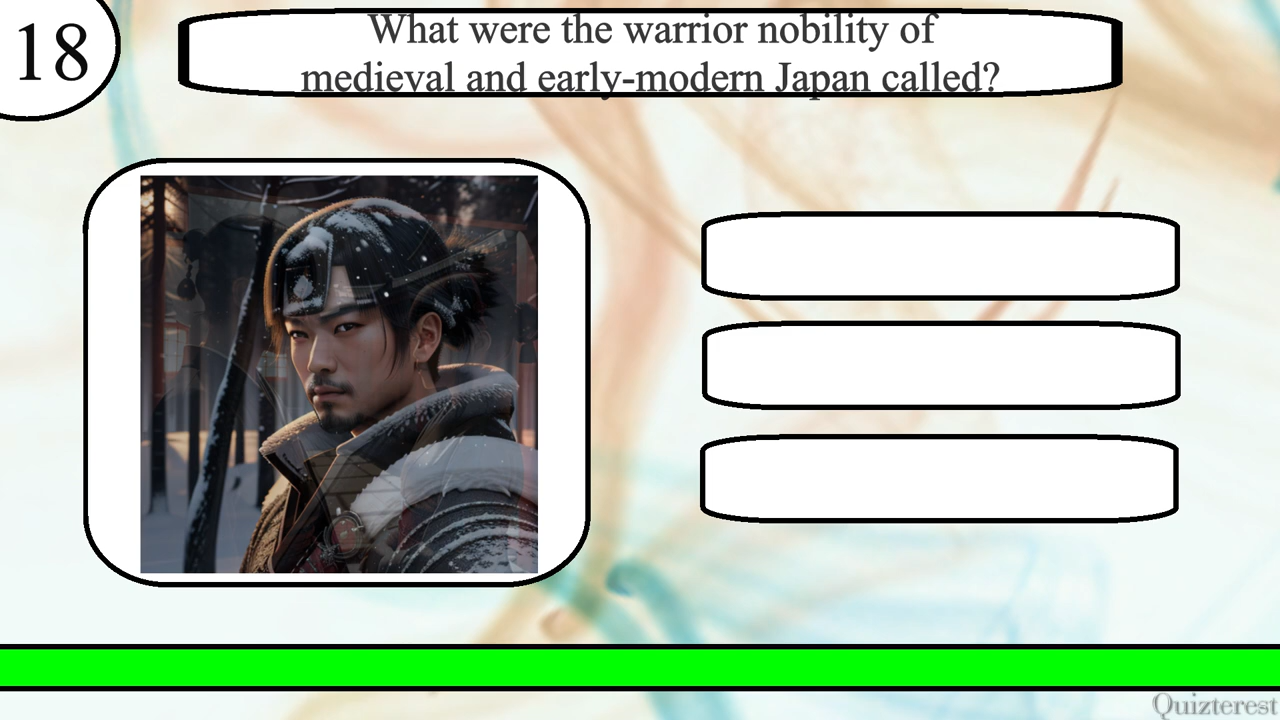 18
What were the warrior nobility of
medieval and early-modern Japan called?
Quizterest